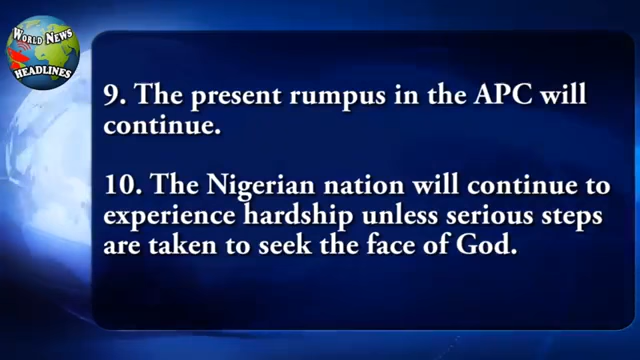 WORLD NEWS
HEADLINES
9. The present rumpus in the APC will
continue.
10. The Nigerian nation will continue to
experience hardship unless serious steps
are taken to seek the face of God.